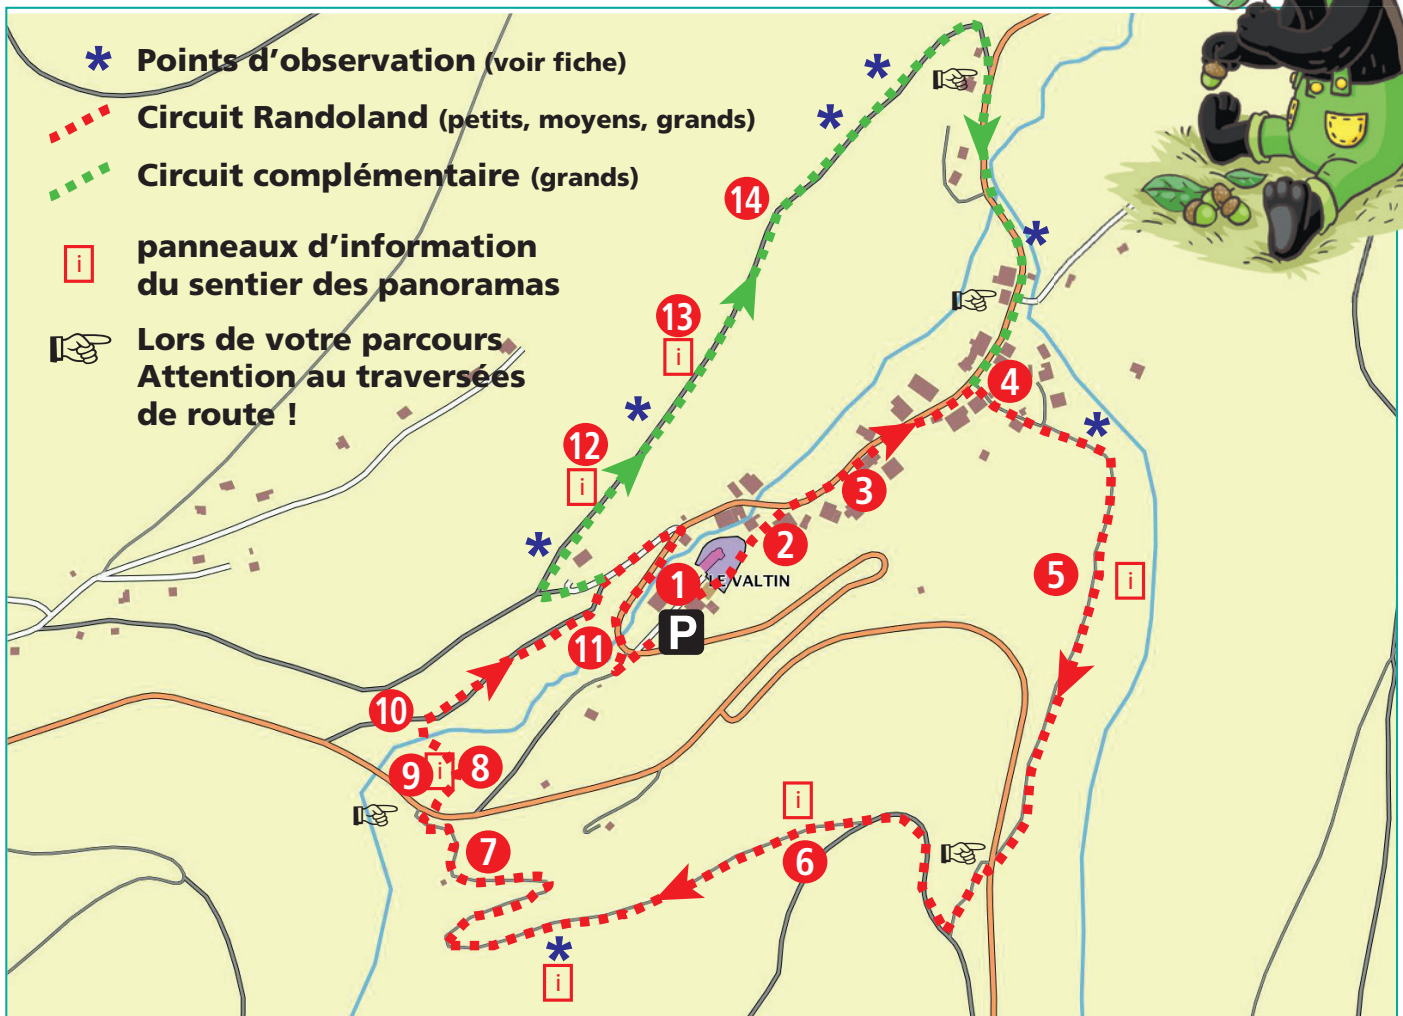 Points d'observation (voir fiche)
Circuit Randoland (petits, moyens, grands)
Circuit complémentaire (grands)
i panneaux d'information
du sentier des panoramas
Lors de votre parcours
Attention au traversées
de route !
14
13
i
12
i
4
3
2
1
LE VALTIN
P
5
i
11
10
9
i
8
7
i
6
i